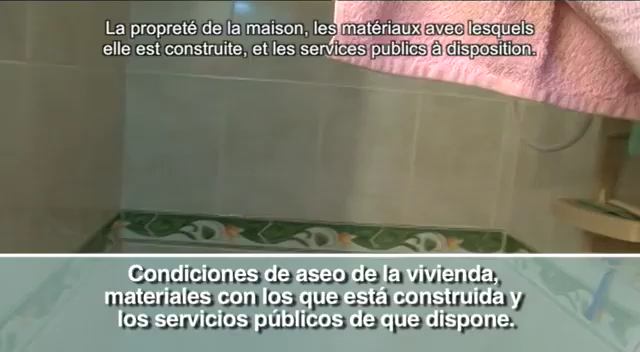 La propreté de la maison, les matériaux avec lesquels
elle est construite, et les services publics à disposition.
Condiciones de aseo de la vivienda,
materiales con los que está construida y
los servicios públicos de que dispone.